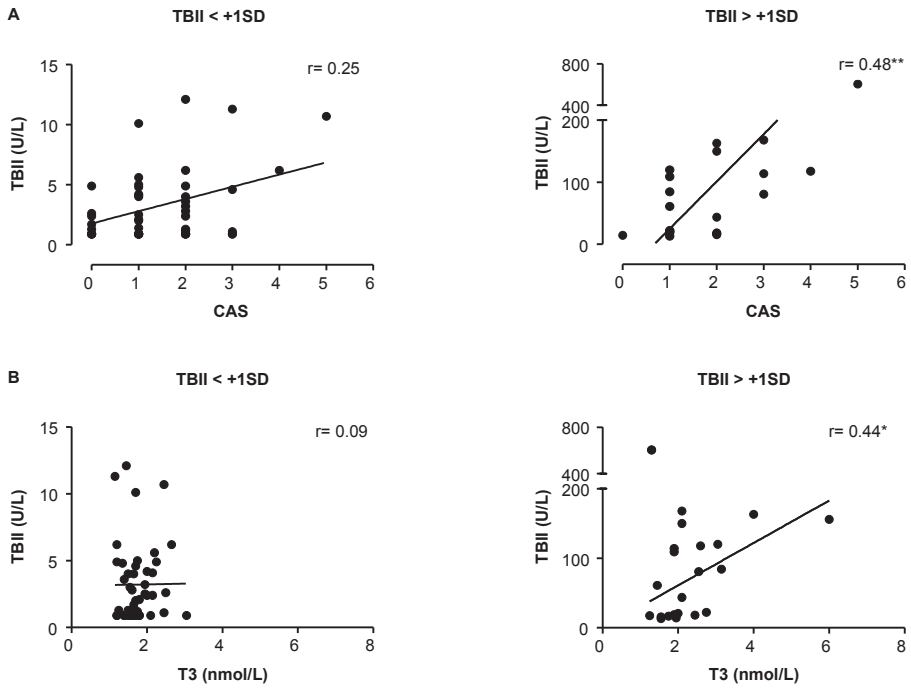 A
TBII < +1SD
TBII > +1SD
r= 0.25
r= 0.48**
TBII (U/L)
15
10
5
0
0 1 2 3 4 5 6
CAS
TBII (U/L)
800
400
200
100
0
0 1 2 3 4 5 6
CAS
B
TBII < +1SD
TBII > +1SD
r= 0.09
r= 0.44*
TBII (U/L)
15
10
5
0
0 2 4 6 8
T3 (nmol/L)
TBII (U/L)
800
400
200
100
0
0 2 4 6 8
T3 (nmol/L)